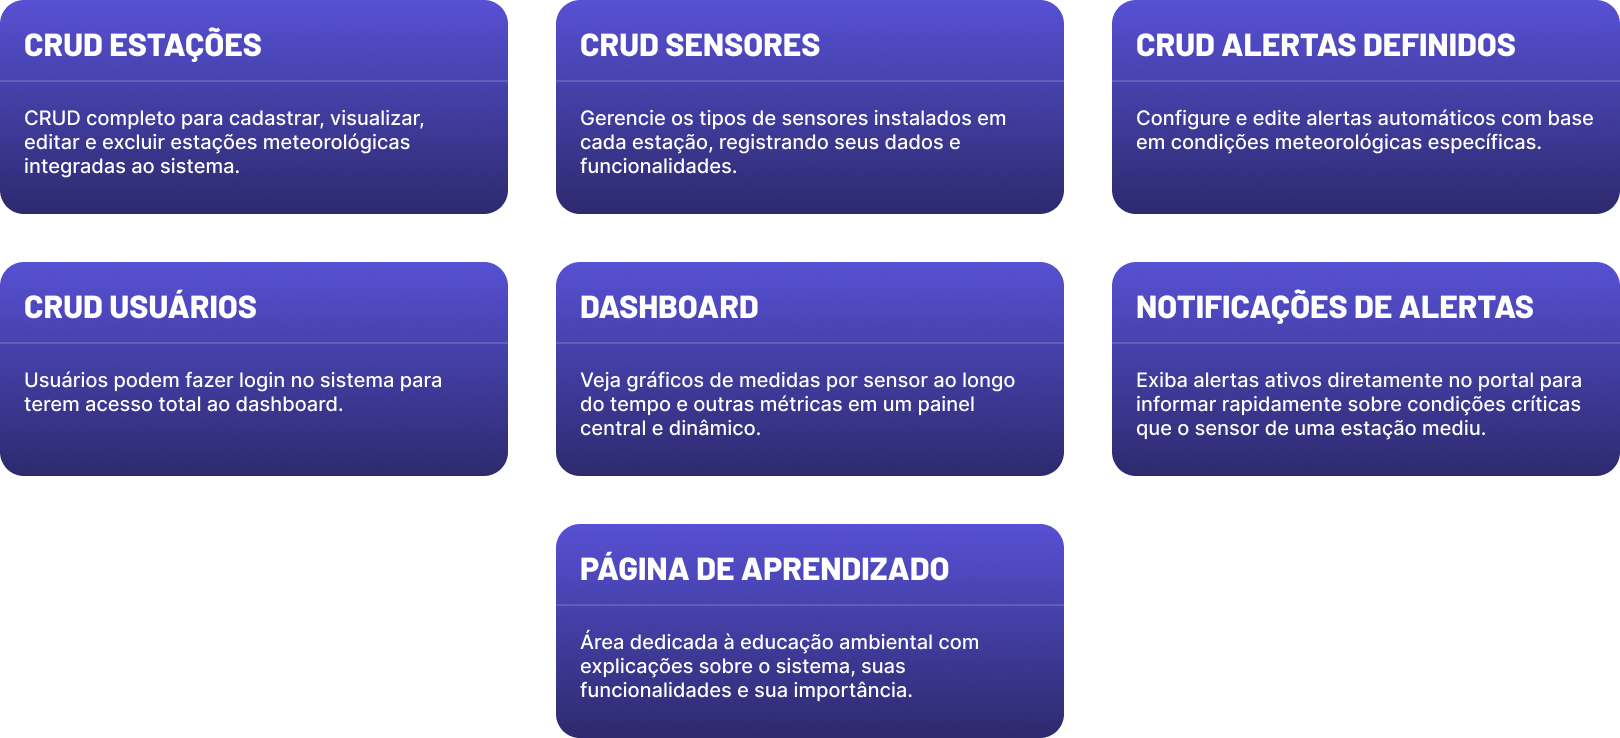 CRUD ESTAÇÕES
CRUD completo para cadastrar, visualizar,
editar e excluir estações meteorológicas
integradas ao sistema.
CRUD SENSORES
Gerencie os tipos de sensores instalados em
cada estação, registrando seus dados e
funcionalidades.
CRUD ALERTAS DEFINIDOS
Configure e edite alertas automáticos com base
em condições meteorológicas específicas.
CRUD USUÁRIOS
Usuários podem fazer login no sistema para
terem acesso total ao dashboard.
DASHBOARD
Veja gráficos de medidas por sensor ao longo
do tempo e outras métricas em um painel
central e dinâmico.
NOTIFICAÇÕES DE ALERTAS
Exiba alertas ativos diretamente no portal para
informar rapidamente sobre condições críticas
que o sensor de uma estação mediu.
PÁGINA DE APRENDIZADO
Área dedicada à educação ambiental com
explicações sobre o sistema, suas
funcionalidades e sua importância.